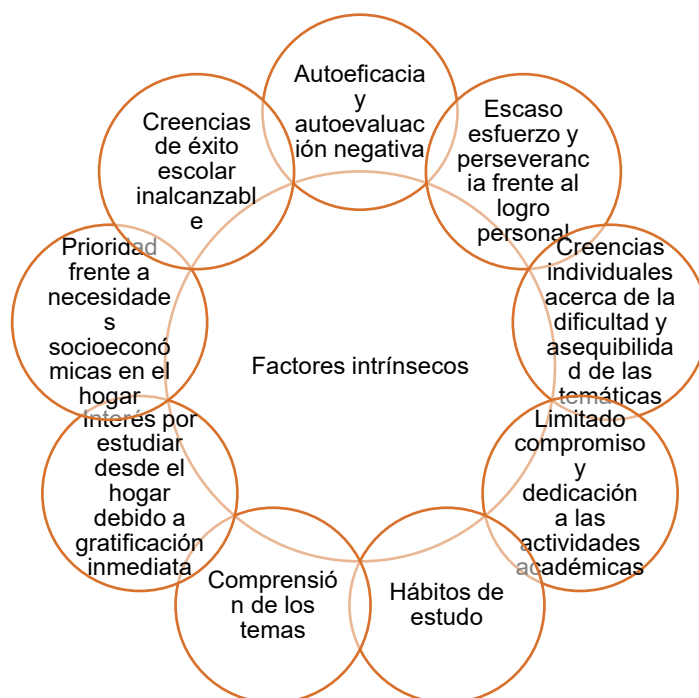 Autoeficacia
y
autoevaluac
ión negativa
Escaso
esfuerzo y
perseveranc
ia frente al
logro
personal
Creencias
individuales
acerca de la
dificultad y
asequibilida
d de las
temáticas
Limitado
compromiso
y
dedicación
a las
actividades
académicas
Hábitos de
estudo
Comprensió
n de los
temas
Interés por
estudiar
desde el
hogar
debido a
gratificación
inmediata
Prioridad
frente a
necesidade
s
socioeconó
micas en el
hogar
Creencias
de éxito
escolar
inalcanzabl
e
Factores intrínsecos